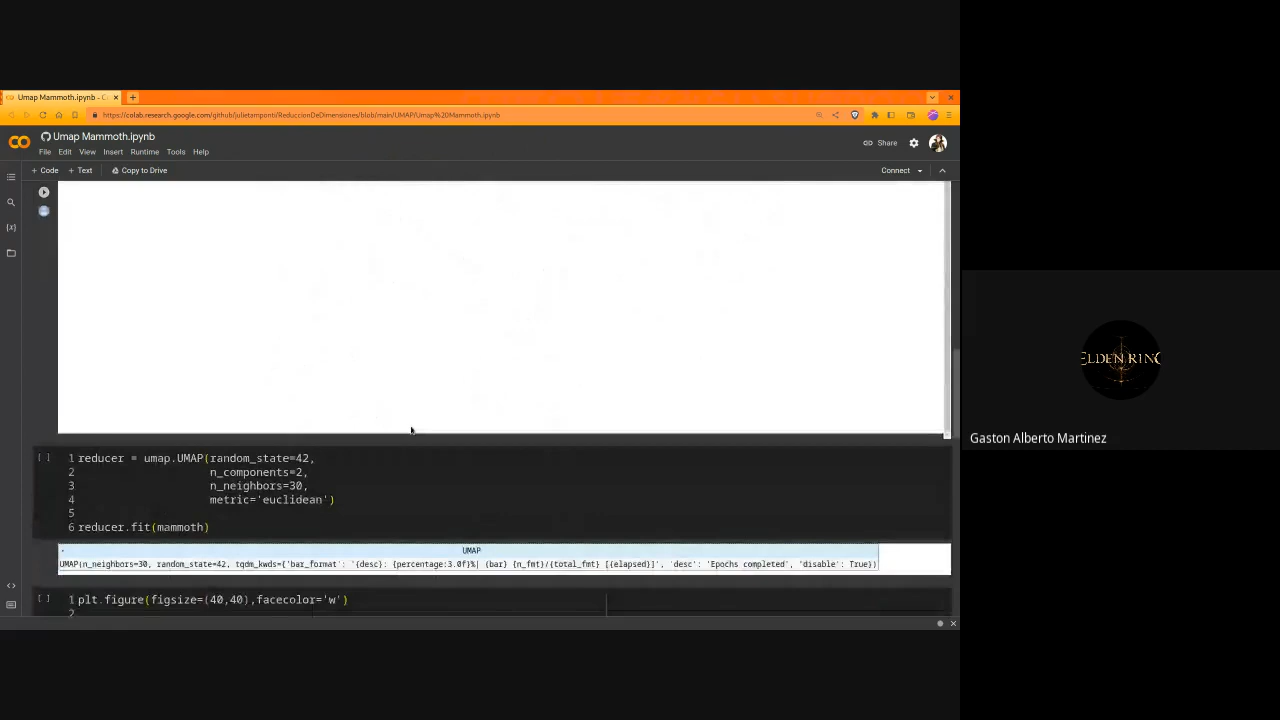 Umap Mammoth.ipynb - C
https://colab.research.google.com/github/julietamponti/ReduccionDeDimensiones/blob/main/UMAP/Umap%20Mammoth.ipynb
Umap Mammoth.ipynb
File Edit View Insert Runtime Tools Help
Share
+ Code + Text Copy to Drive
Connect
[ ] 1 reducer = umap.UMAP(random_state=42,
2 n_components=2,
3 n_neighbors=30,
4 metric='euclidean')
5
6 reducer.fit(mammoth)
UMAP
UMAP(n_neighbors=30, random_state=42, tqdm_kwds={'bar_format': '{desc}: {percentage:3.0f}%| {bar} {n_fmt}/{total_fmt} [{elapsed}]', 'desc': 'Epochs completed', 'disable': True})
[ ] 1 plt.figure(figsize=(40,40),facecolor='w')
2
ELDEN RING
Gaston Alberto Martinez